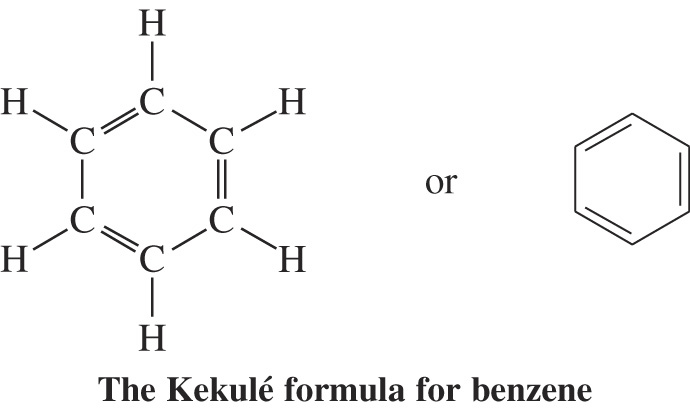 H
H C H
C C
or
C C
H C H
H
The Kekulé formula for benzene